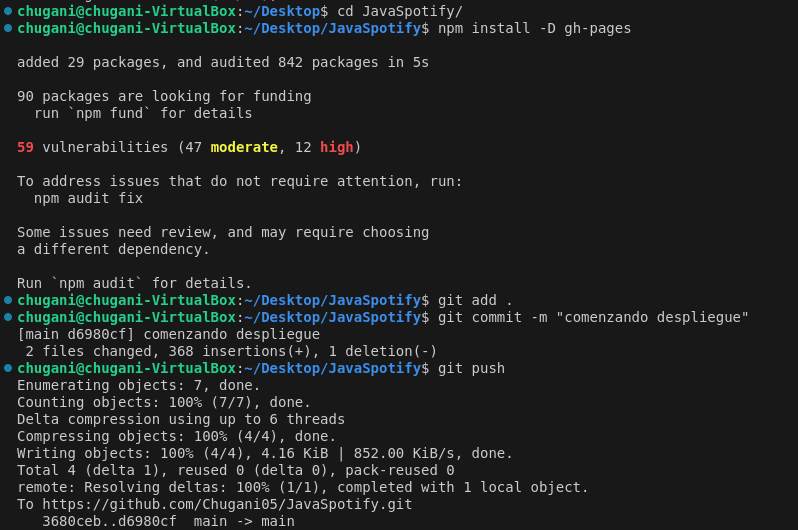 chugani@chugani-VirtualBox:~/Desktop$ cd JavaSpotify/
chugani@chugani-VirtualBox:~/Desktop/JavaSpotify$ npm install -D gh-pages
added 29 packages, and audited 842 packages in 5s
90 packages are looking for funding
  run `npm fund` for details
59 vulnerabilities (47 moderate, 12 high)
To address issues that do not require attention, run:
  npm audit fix
Some issues need review, and may require choosing
a different dependency.
Run `npm audit` for details.
chugani@chugani-VirtualBox:~/Desktop/JavaSpotify$ git add .
chugani@chugani-VirtualBox:~/Desktop/JavaSpotify$ git commit -m "comenzando despliegue"
[main d6980cf] comenzando despliegue
 2 files changed, 368 insertions(+), 1 deletion(-)
chugani@chugani-VirtualBox:~/Desktop/JavaSpotify$ git push
Enumerating objects: 7, done.
Counting objects: 100% (7/7), done.
Delta compression using up to 6 threads
Compressing objects: 100% (4/4), done.
Writing objects: 100% (4/4), 4.16 KiB | 852.00 KiB/s, done.
Total 4 (delta 1), reused 0 (delta 0), pack-reused 0
remote: Resolving deltas: 100% (1/1), completed with 1 local object.
To https://github.com/Chugani05/JavaSpotify.git
   3680ceb..d6980cf  main -> main